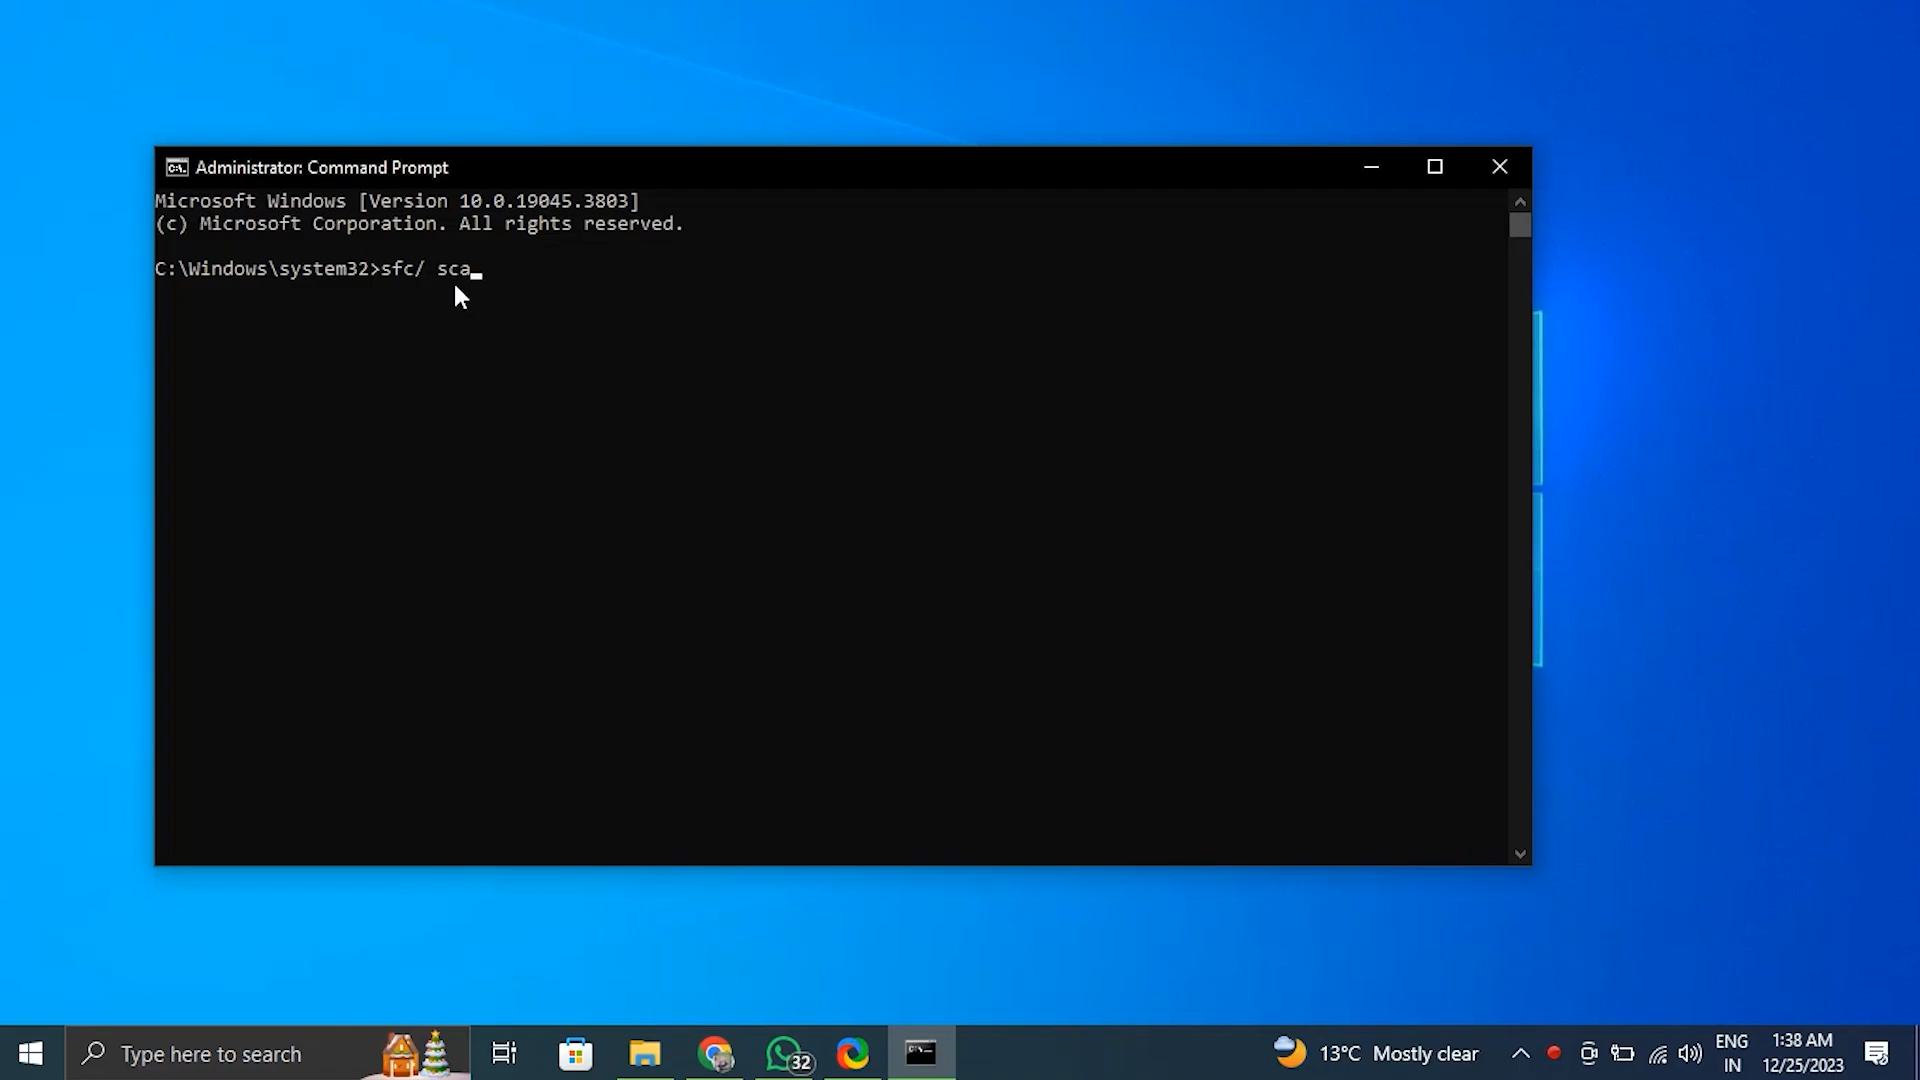 Administrator: Command Prompt
Microsoft Windows [Version 10.0.19045.3803]
(c) Microsoft Corporation. All rights reserved.
C:\Windows\system32>sfc/ sca
Type here to search
32
13°C Mostly clear
ENG
IN
1:38 AM
12/25/2023